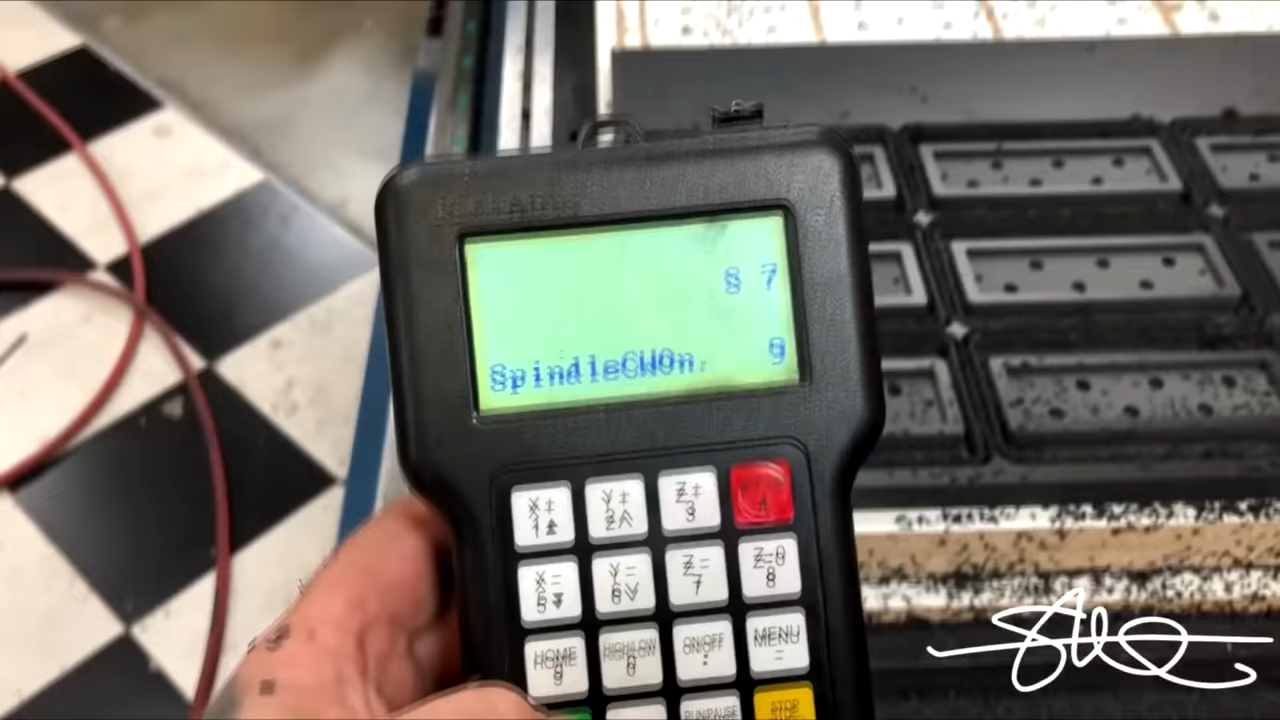 S 7
SpindleCWOn. 9
X+ Y+ Z+
1 2 3 4
X- Y- Z- Z=0
5 6 7 8
HOME HIGH/LOW ON/OFF MENU
9 0 . -
RUN/PAUSE STOP